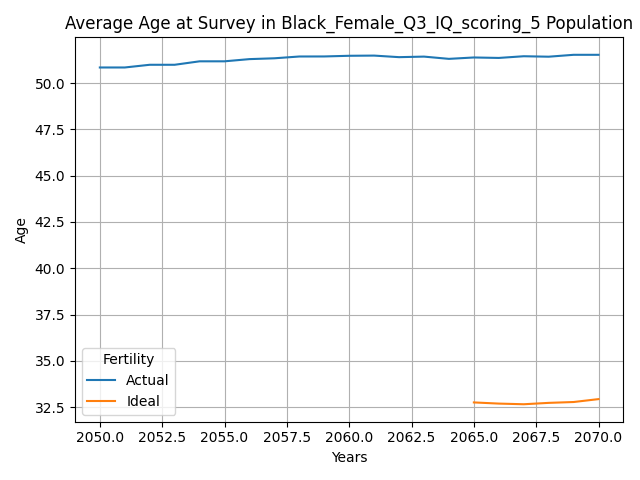 Average Age at Survey in Black_Female_Q3_IQ_scoring_5 Population
50.0
47.5
45.0
42.5
40.0
37.5
35.0
32.5
Age
Fertility
Actual
Ideal
2050.0 2052.5 2055.0 2057.5 2060.0 2062.5 2065.0 2067.5 2070.0
Years